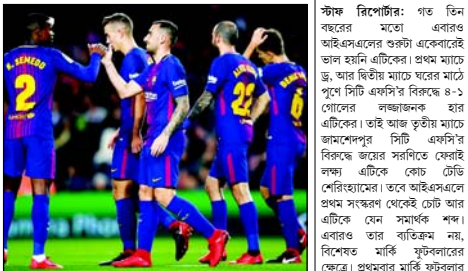 N. SEMEDO
2
22
6
স্টাফ রিপোর্টার: গত তিন
বছরের মতো এবারও
আইএসএলের শুরুটা একেবারেই
ভাল হয়নি এটিকের। প্রথম ম্যাচে
ড্র, আর দ্বিতীয় ম্যাচে ঘরের মাঠে
পুণে সিটি এফসি'র বিরুদ্ধে ৪-১
গোলের লজ্জাজনক হার
এটিকের। তাই আজ তৃতীয় ম্যাচে
জামশেদপুর সিটি এফসি'র
বিরুদ্ধে জয়ের সরণিতে ফেরাই
লক্ষ্য এটিকে কোচ টেডি
শেরিংহ্যামের। তবে আইএসএলে
প্রথম সংস্করণ থেকেই চোট আর
এটিকে যেন সমার্থক শব্দ।
এবারও তার ব্যতিক্রম নয়,
বিশেষত মার্কি ফুটবলারের
ক্ষেত্রে। প্রথমবার মার্কি ফুটবলার